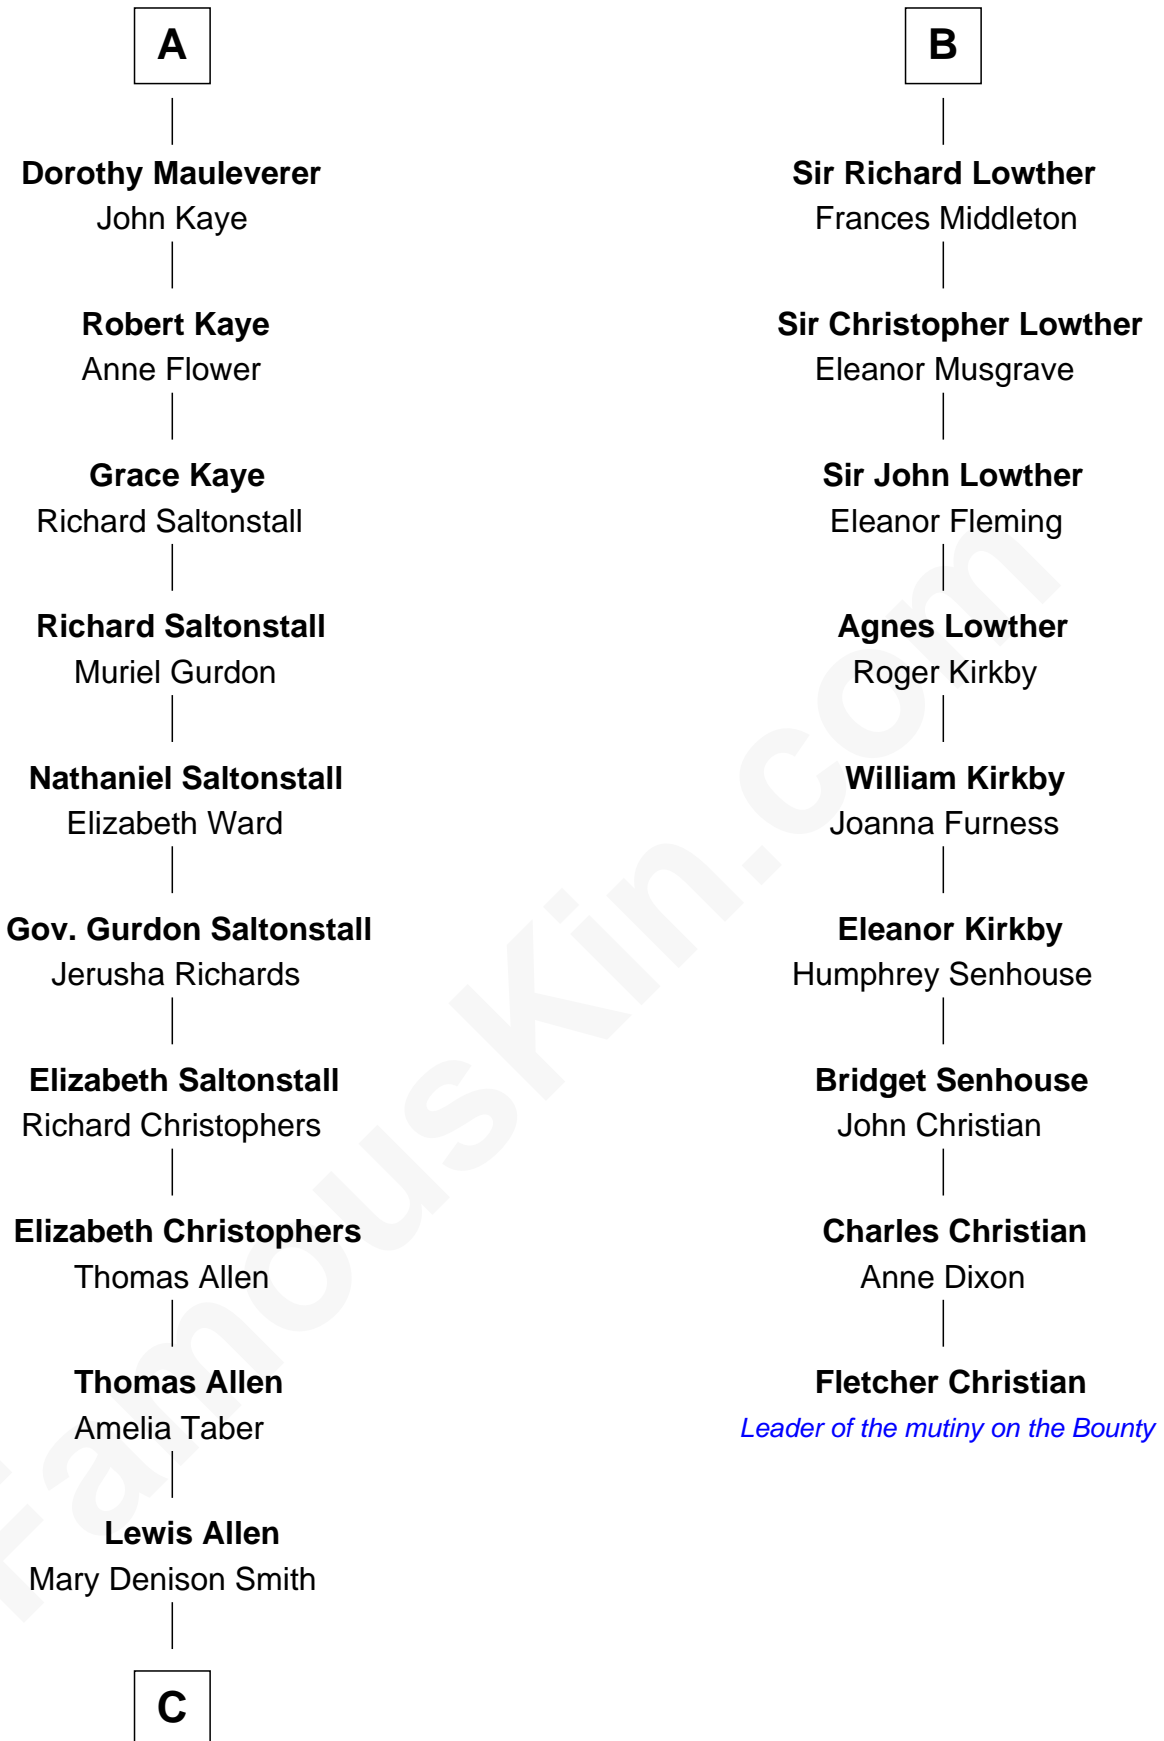 A
Dorothy Mauleverer
John Kaye
Robert Kaye
Anne Flower
Grace Kaye
Richard Saltonstall
Richard Saltonstall
Muriel Gurdon
Nathaniel Saltonstall
Elizabeth Ward
Gov. Gurdon Saltonstall
Jerusha Richards
Elizabeth Saltonstall
Richard Christophers
Elizabeth Christophers
Thomas Allen
Thomas Allen
Amelia Taber
Lewis Allen
Mary Denison Smith
C
B
Sir Richard Lowther
Frances Middleton
Sir Christopher Lowther
Eleanor Musgrave
Sir John Lowther
Eleanor Fleming
Agnes Lowther
Roger Kirkby
William Kirkby
Joanna Furness
Eleanor Kirkby
Humphrey Senhouse
Bridget Senhouse
John Christian
Charles Christian
Anne Dixon
Fletcher Christian
Leader of the mutiny on the Bounty
FamousKin.com